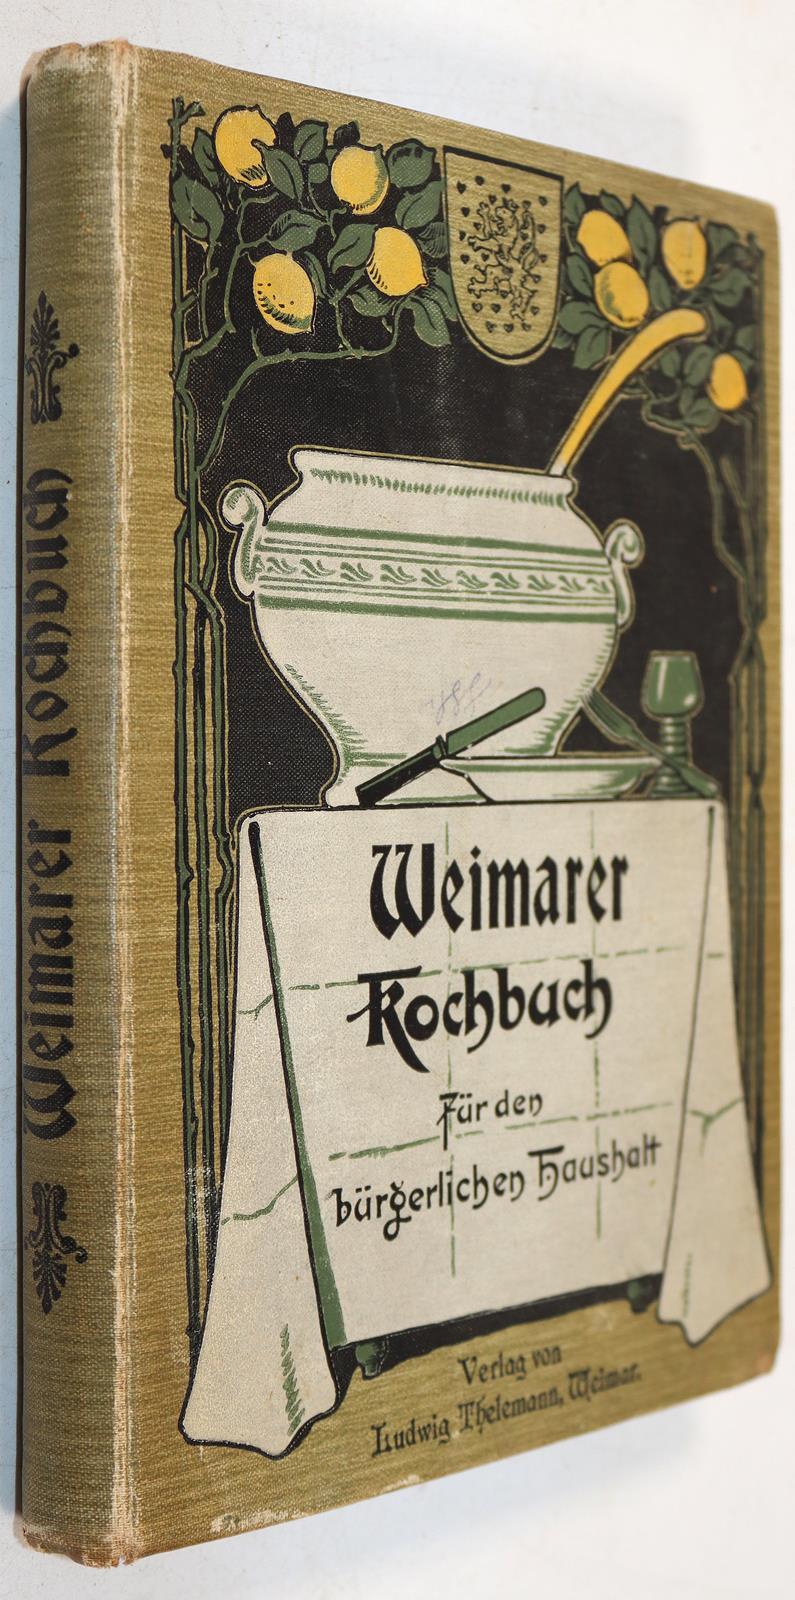 Weimarer Kochbuch
Weimarer
Kochbuch
Für den
bürgerlichen Haushalt
Verlag von
Ludwig Thelemann, Weimar.